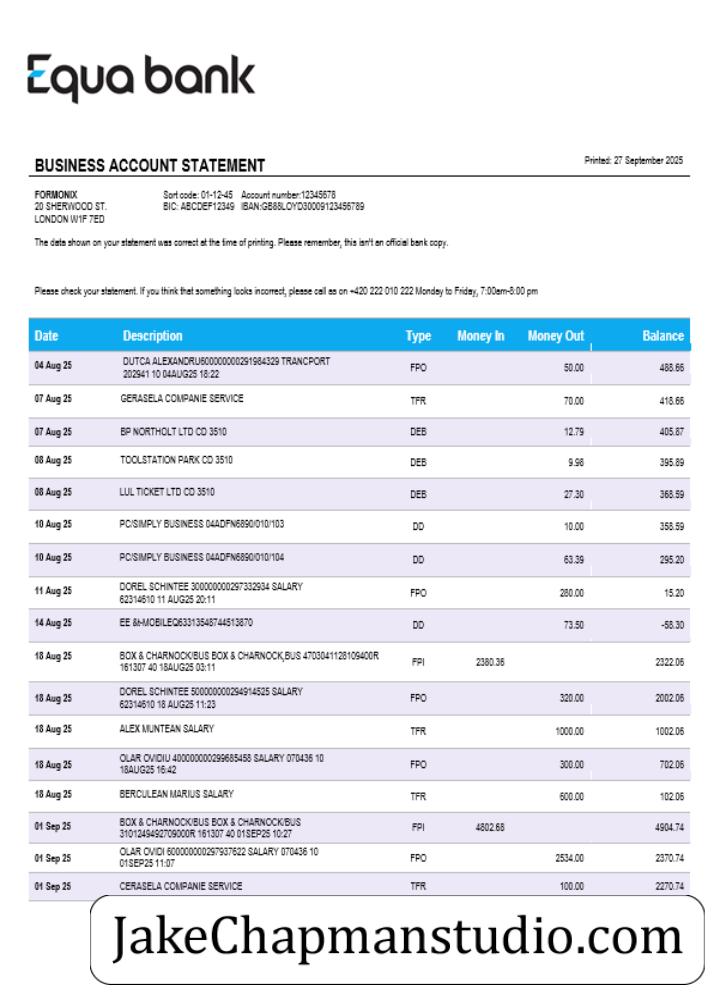 Equa bank
BUSINESS ACCOUNT STATEMENT Printed: 27 September 2025
FORMONIX Sort code: 01-12-45 Account number:12345678
20 SHERWOOD ST. BIC: ABCDEF12349 IBAN:GB88LOYD30009123456789
LONDON W1F 7ED
The data shown on your statement was correct at the time of printing. Please remember, this isn't an official bank copy.
Please check your statement. If you think that something looks incorrect, please call as on +420 222 010 222 Monday to Friday, 7:00am-8:00 pm
Date Description Type Money In Money Out Balance
04 Aug 25 DUTCA ALEXANDRU600000000291984329 TRANCPORT
202941 10 04AUG25 18:22 FPO 50.00 488.66
07 Aug 25 GERASELA COMPANIE SERVICE TFR 70.00 418.66
07 Aug 25 BP NORTHOLT LTD CD 3510 DEB 12.79 405.87
08 Aug 25 TOOLSTATION PARK CD 3510 DEB 9.98 395.89
08 Aug 25 LUL TICKET LTD CD 3510 DEB 27.30 368.59
10 Aug 25 PC/SIMPLY BUSINESS 04ADFN6890/010/103 DD 10.00 358.59
10 Aug 25 PC/SIMPLY BUSINESS 04ADFN6890/010/104 DD 63.39 295.20
11 Aug 25 DOREL SCHINTEE 300000000297332934 SALARY
62314610 11 AUG25 20:11 FPO 280.00 15.20
14 Aug 25 EE &t-MOBILEQ63313548744513870 DD 73.50 -58.30
18 Aug 25 BOX & CHARNOCK/BUS BOX & CHARNOCK,BUS 4703041128109400R
161307 40 18AUG25 03:11 FPI 2380.36 2322.06
18 Aug 25 DOREL SCHINTEE 500000000294914525 SALARY
62314610 18 AUG25 11:23 FPO 320.00 2002.06
18 Aug 25 ALEX MUNTEAN SALARY TFR 1000.00 1002.06
18 Aug 25 OLAR OVIDIU 400000000299685458 SALARY 070436 10
18AUG25 16:42 FPO 300.00 702.06
18 Aug 25 BERCULEAN MARIUS SALARY TFR 600.00 102.06
01 Sep 25 BOX & CHARNOCK/BUS BOX & CHARNOCK/BUS
3101249492709000R 161307 40 01SEP25 10:27 FPI 4802.68 4904.74
01 Sep 25 OLAR OVIDI 600000000297937622 SALARY 070436 10
01SEP25 11:07 FPO 2534.00 2370.74
01 Sep 25 CERASELA COMPANIE SERVICE TFR 100.00 2270.74
JakeChapmanstudio.com